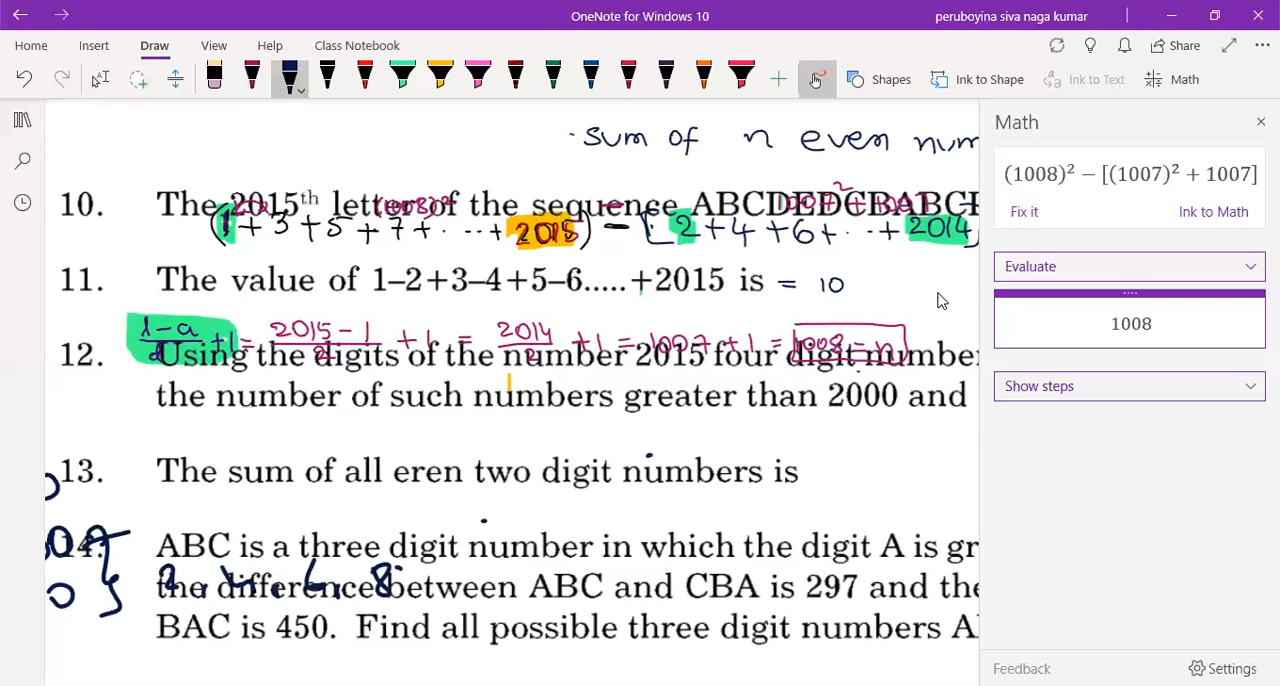 OneNote for Windows 10
peruboyina siva naga kumar
Home Insert Draw View Help Class Notebook Share
Shapes Ink to Shape Ink to Text Math
Math
sum of n even num
(1008)² − [(1007)² + 1007]
Fix it Ink to Math
10. The 2015th letter of the sequence ABCDEDCBABCI
(1008)² − 1007² + 1007
(1 + 3 + 5 + 7 + ... + 2015) − [2 + 4 + 6 + ... + 2014
Evaluate
11. The value of 1–2+3–4+5–6.....+2015 is = 10
1008
l-a/d + 1 = 2015-1/2 + 1 = 2014/2 + 1 = 1007 + 1 = 1008 = n
12. Using the digits of the number 2015 four digit number
the number of such numbers greater than 2000 and
Show steps
13. The sum of all eren two digit numbers is
14. ABC is a three digit number in which the digit A is gr
2, 4, 6, 8
the difference between ABC and CBA is 297 and the
BAC is 450. Find all possible three digit numbers A
Feedback Settings